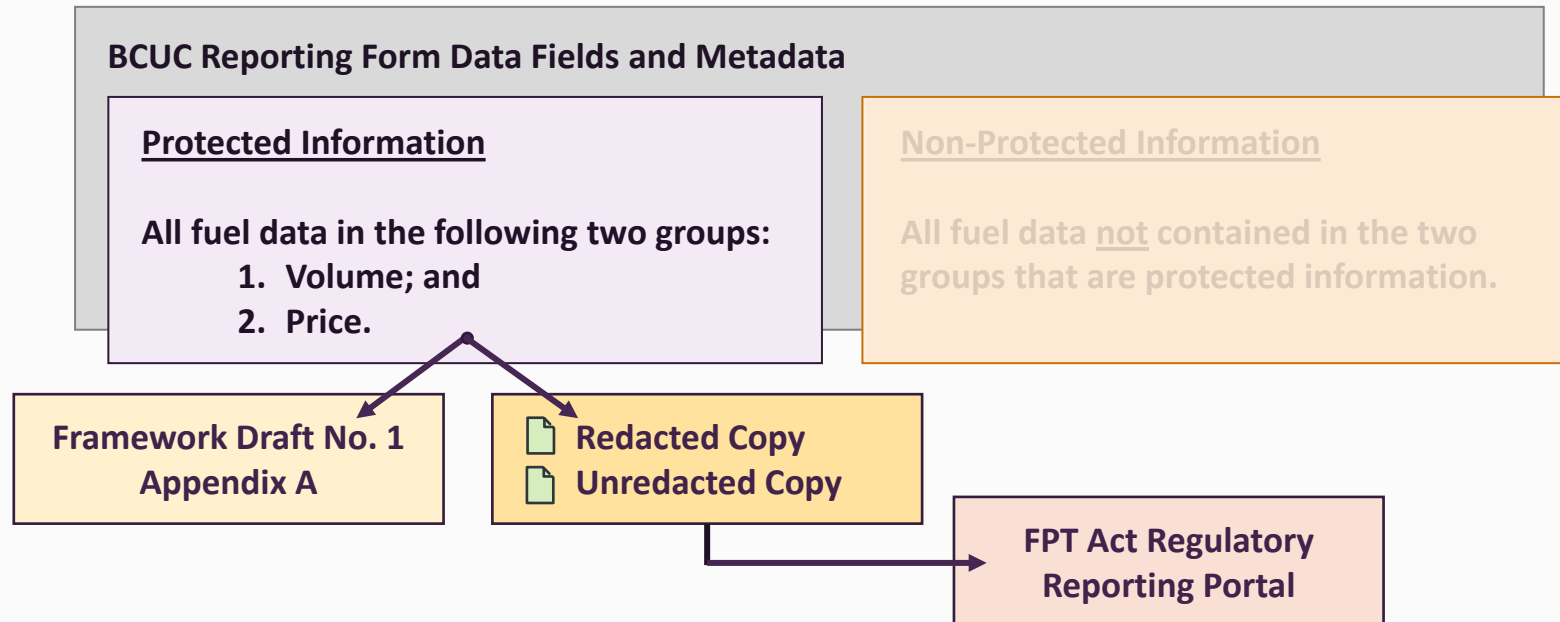 BCUC Reporting Form Data Fields and Metadata
Protected Information
All fuel data in the following two groups:
1. Volume; and
2. Price.
Non-Protected Information
All fuel data not contained in the two
groups that are protected information.
Framework Draft No. 1
Appendix A
Redacted Copy
Unredacted Copy
FPT Act Regulatory
Reporting Portal